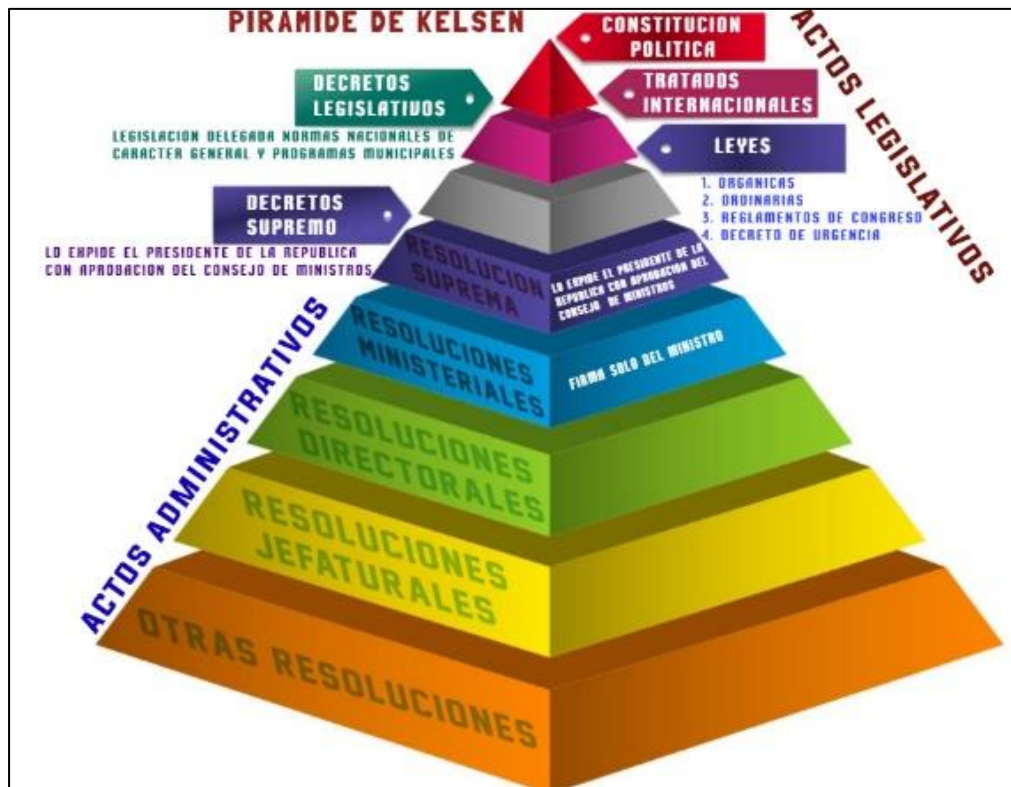 PIRAMIDE DE KELSEN
CONSTITUCION
POLITICA
ACTOS LEGISLATIVOS
DECRETOS
LEGISLATIVOS
TRATADOS
INTERNACIONALES
LEGISLACION DELEGADA NORMAS NACIONALES DE
CARACTER GENERAL Y PROGRAMAS MUNICIPALES
LEYES
1. ORGANICAS
2. ORDINARIAS
3. REGLAMENTOS DE CONGRESO
4. DECRETO DE URGENCIA
DECRETOS
SUPREMO
LO EXPIDE EL PRESIDENTE DE LA REPUBLICA
CON APROBACION DEL CONSEJO DE MINISTROS
RESOLUCION
SUPREMA
LO EXPIDE EL PRESIDENTE DE LA
REPUBLICA CON APROBACION DEL
CONSEJO DE MINISTROS
ACTOS ADMINISTRATIVOS
RESOLUCIONES
MINISTERIALES
FIRMA SOLO DEL MINISTRO
RESOLUCIONES
DIRECTORALES
RESOLUCIONES
JEFATURALES
OTRAS RESOLUCIONES